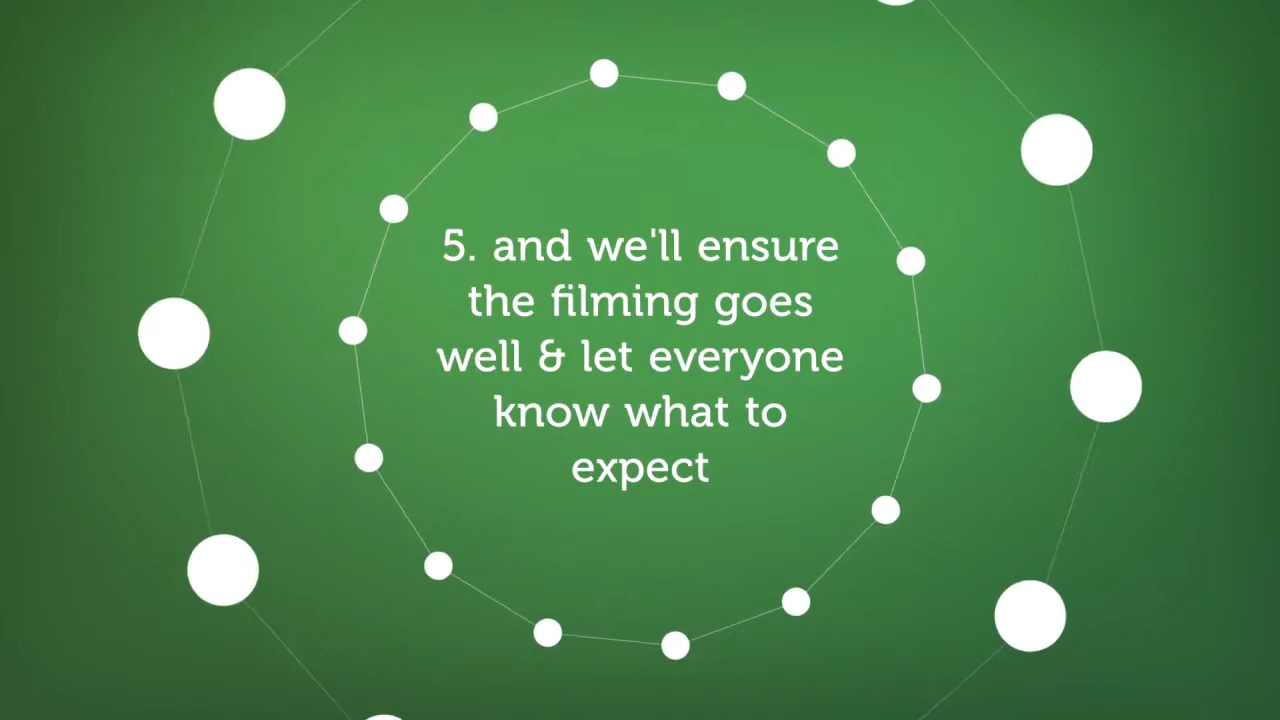 5. and we'll ensure
the filming goes
well & let everyone
know what to
expect